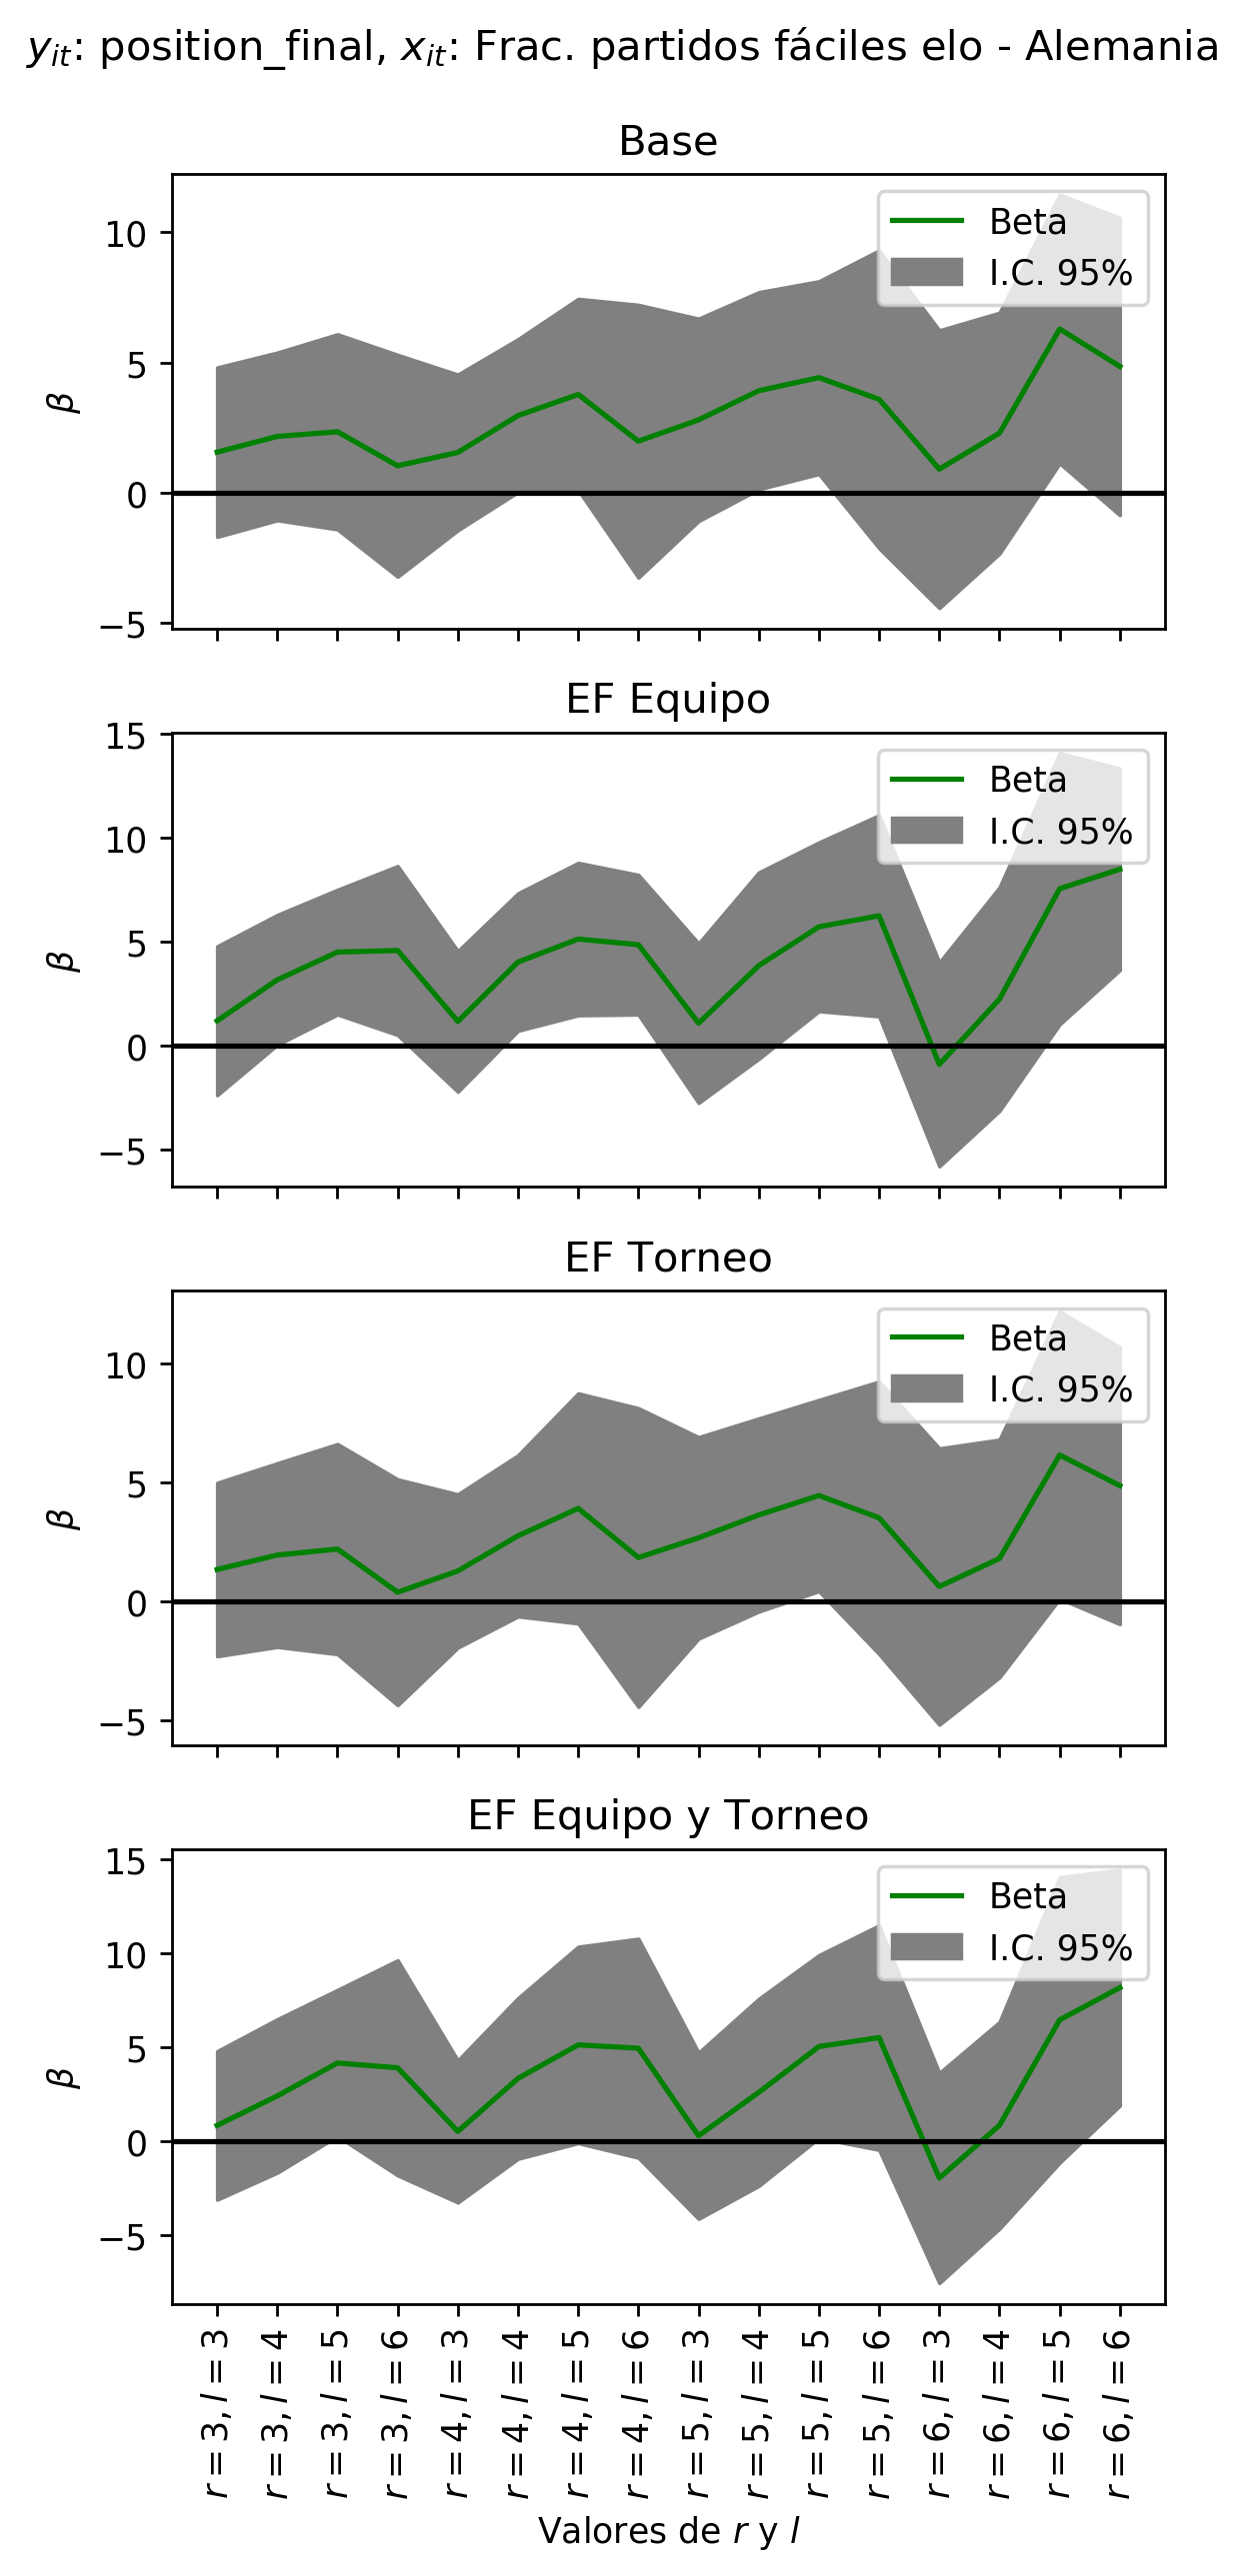 y_it: position_final, x_it: Frac. partidos fáciles elo - Alemania
Base
Beta
I.C. 95%
10
5
0
−5
β
EF Equipo
Beta
I.C. 95%
15
10
5
0
−5
β
EF Torneo
Beta
I.C. 95%
10
5
0
−5
β
EF Equipo y Torneo
Beta
I.C. 95%
15
10
5
0
−5
β
r = 3, l = 3
r = 3, l = 4
r = 3, l = 5
r = 3, l = 6
r = 4, l = 3
r = 4, l = 4
r = 4, l = 5
r = 4, l = 6
r = 5, l = 3
r = 5, l = 4
r = 5, l = 5
r = 5, l = 6
r = 6, l = 3
r = 6, l = 4
r = 6, l = 5
r = 6, l = 6
Valores de r y l